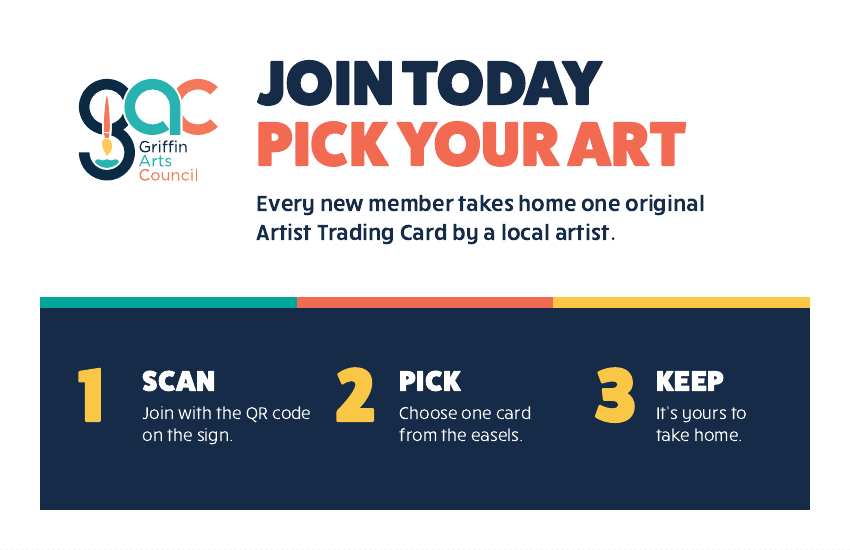 gac
Griffin
Arts
Council
JOIN TODAY
PICK YOUR ART
Every new member takes home one original
Artist Trading Card by a local artist.
1
SCAN
Join with the QR code
on the sign.
2
PICK
Choose one card
from the easels.
3
KEEP
It's yours to
take home.